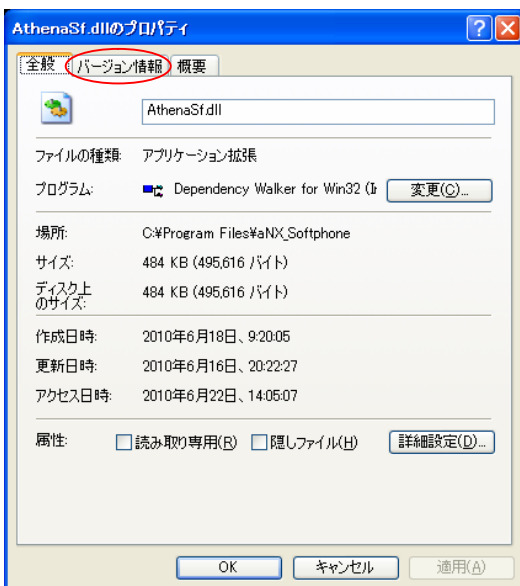 AthenaSf.dllのプロパティ
全般 バージョン情報 概要
AthenaSf.dll
ファイルの種類: アプリケーション拡張
プログラム: Dependency Walker for Win32 (I 変更(C)...
場所: C:¥Program Files¥aNX_Softphone
サイズ: 484 KB (495,616 バイト)
ディスク上
のサイズ: 484 KB (495,616 バイト)
作成日時: 2010年6月18日、9:20:05
更新日時: 2010年6月16日、20:22:27
アクセス日時: 2010年6月22日、14:05:07
属性: 読み取り専用(R) 隠しファイル(H) 詳細設定(D)...
OK キャンセル 適用(A)